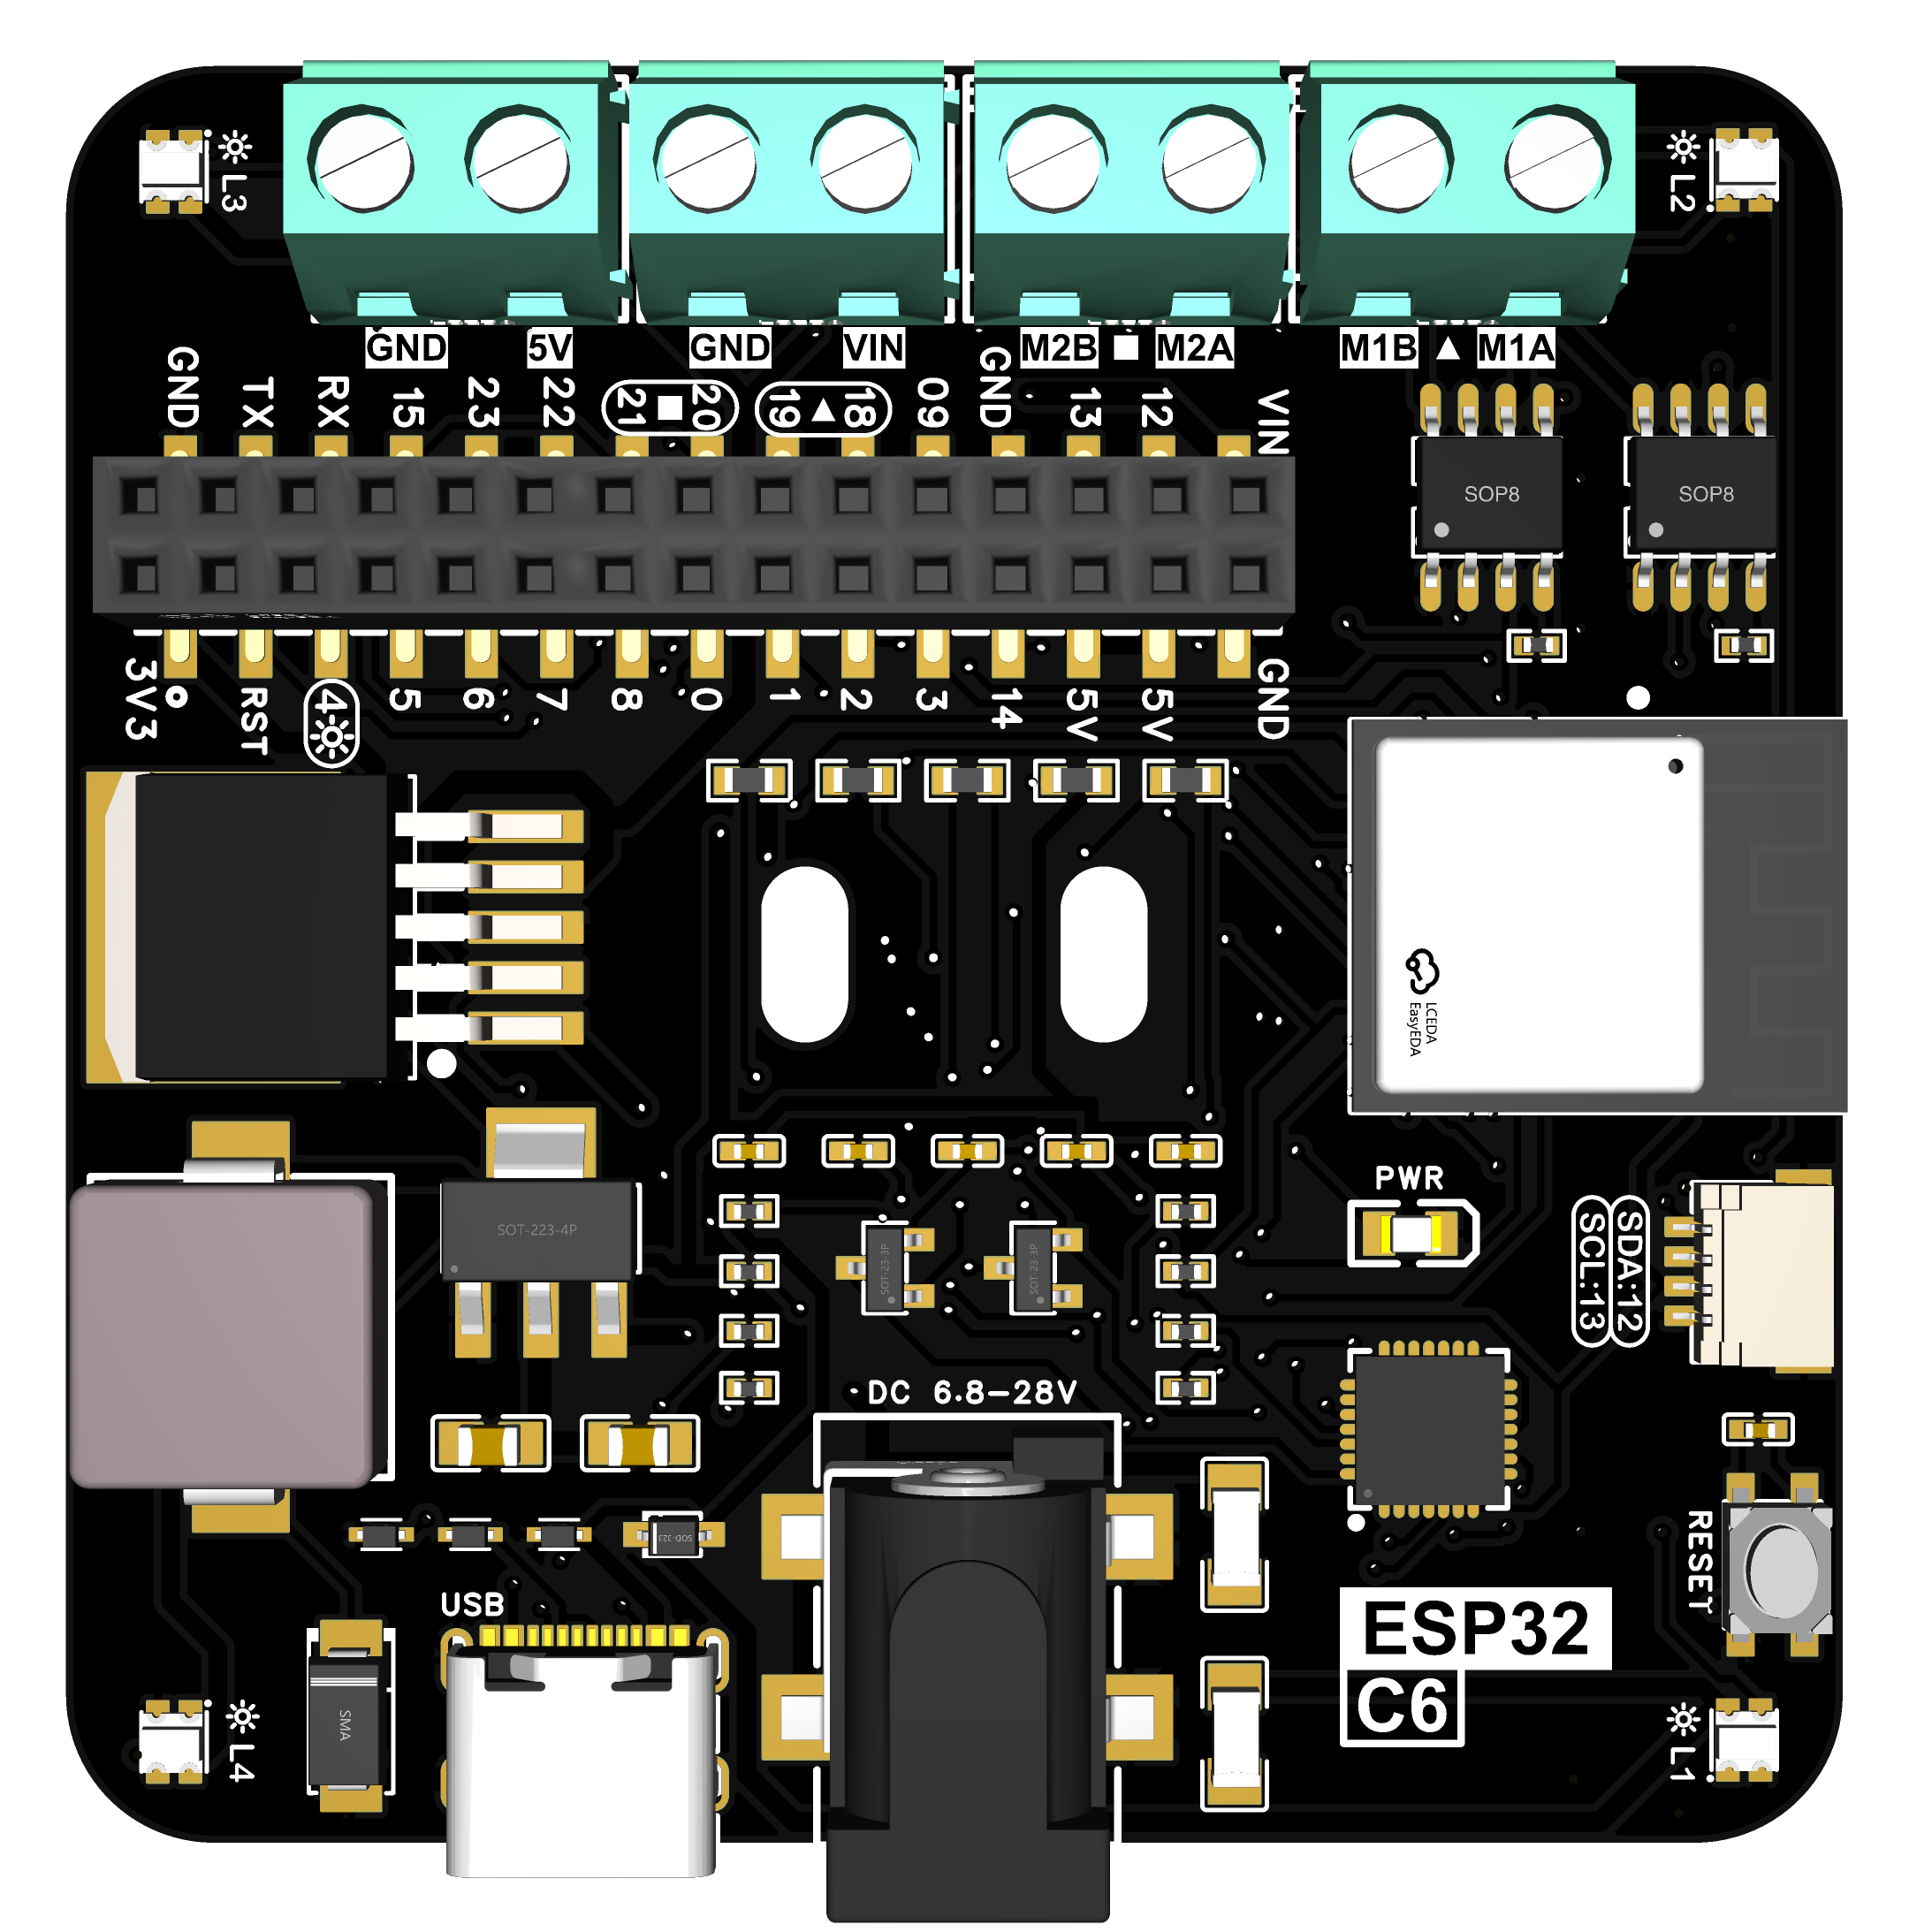 L3
L2
GND
5V
GND
VIN
M2B
M2A
M1B
M1A
GND
TX
RX
15
23
22
21
20
19
18
09
GND
13
12
VIN
SOP8
SOP8
3V3
RST
4
5
6
7
8
0
1
2
3
14
5V
5V
GND
LCEDA
EasyEDA
PWR
SOT-223-4P
SOT-23-3P
SOT-23-3P
SDA:12
SCL:13
DC 6.8-28V
SOD-323
RESET
USB
ESP32
C6
SMA
L4
L1